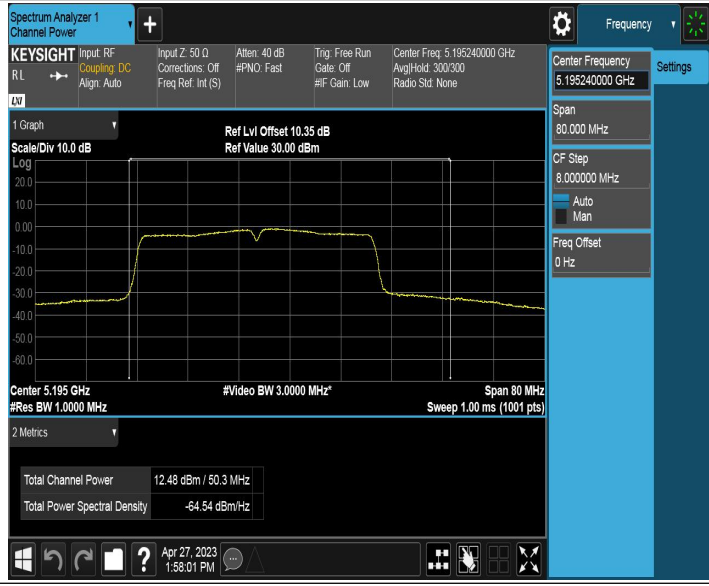 Spectrum Analyzer 1
Channel Power
+
Frequency
KEYSIGHT
RL
LXI
Input: RF
Coupling: DC
Align: Auto
Input Z: 50 Ω
Corrections: Off
Freq Ref: Int (S)
Atten: 40 dB
#PNO: Fast
Trig: Free Run
Gate: Off
#IF Gain: Low
Center Freq: 5.195240000 GHz
Avg|Hold: 300/300
Radio Std: None
Center Frequency
5.195240000 GHz
Settings
Span
80.000 MHz
CF Step
8.000000 MHz
Auto
Man
Freq Offset
0 Hz
1 Graph
Scale/Div 10.0 dB
Ref Lvl Offset 10.35 dB
Ref Value 30.00 dBm
Log
20.0
10.0
0.00
-10.0
-20.0
-30.0
-40.0
-50.0
-60.0
Center 5.195 GHz
#Video BW 3.0000 MHz*
Span 80 MHz
#Res BW 1.0000 MHz
Sweep 1.00 ms (1001 pts)
2 Metrics
Total Channel Power 12.48 dBm / 50.3 MHz
Total Power Spectral Density -64.54 dBm/Hz
?
Apr 27, 2023
1:58:01 PM